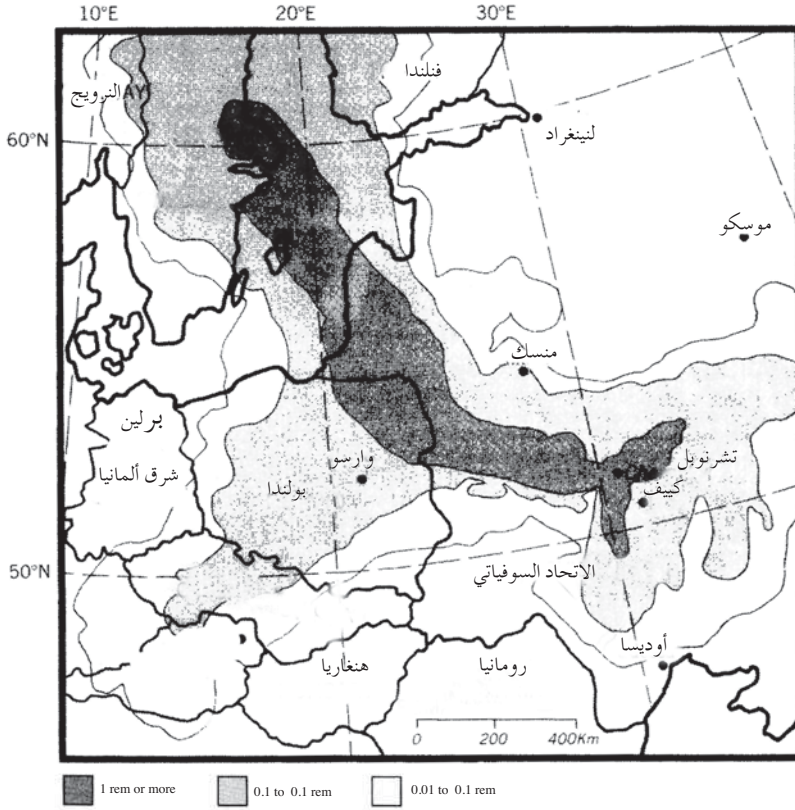 10°E 20°E 30°E
فنلندا
النرويج AY
60°N
لنينغراد
موسكو
منسك
برلين
وارسو
تشرنوبل
شرق ألمانيا
بولندا
كييف
50°N
الاتحاد السوفياتي
أوديسا
هنغاريا
رومانيا
0 200 400Km
1 rem or more
0.1 to 0.1 rem
0.01 to 0.1 rem